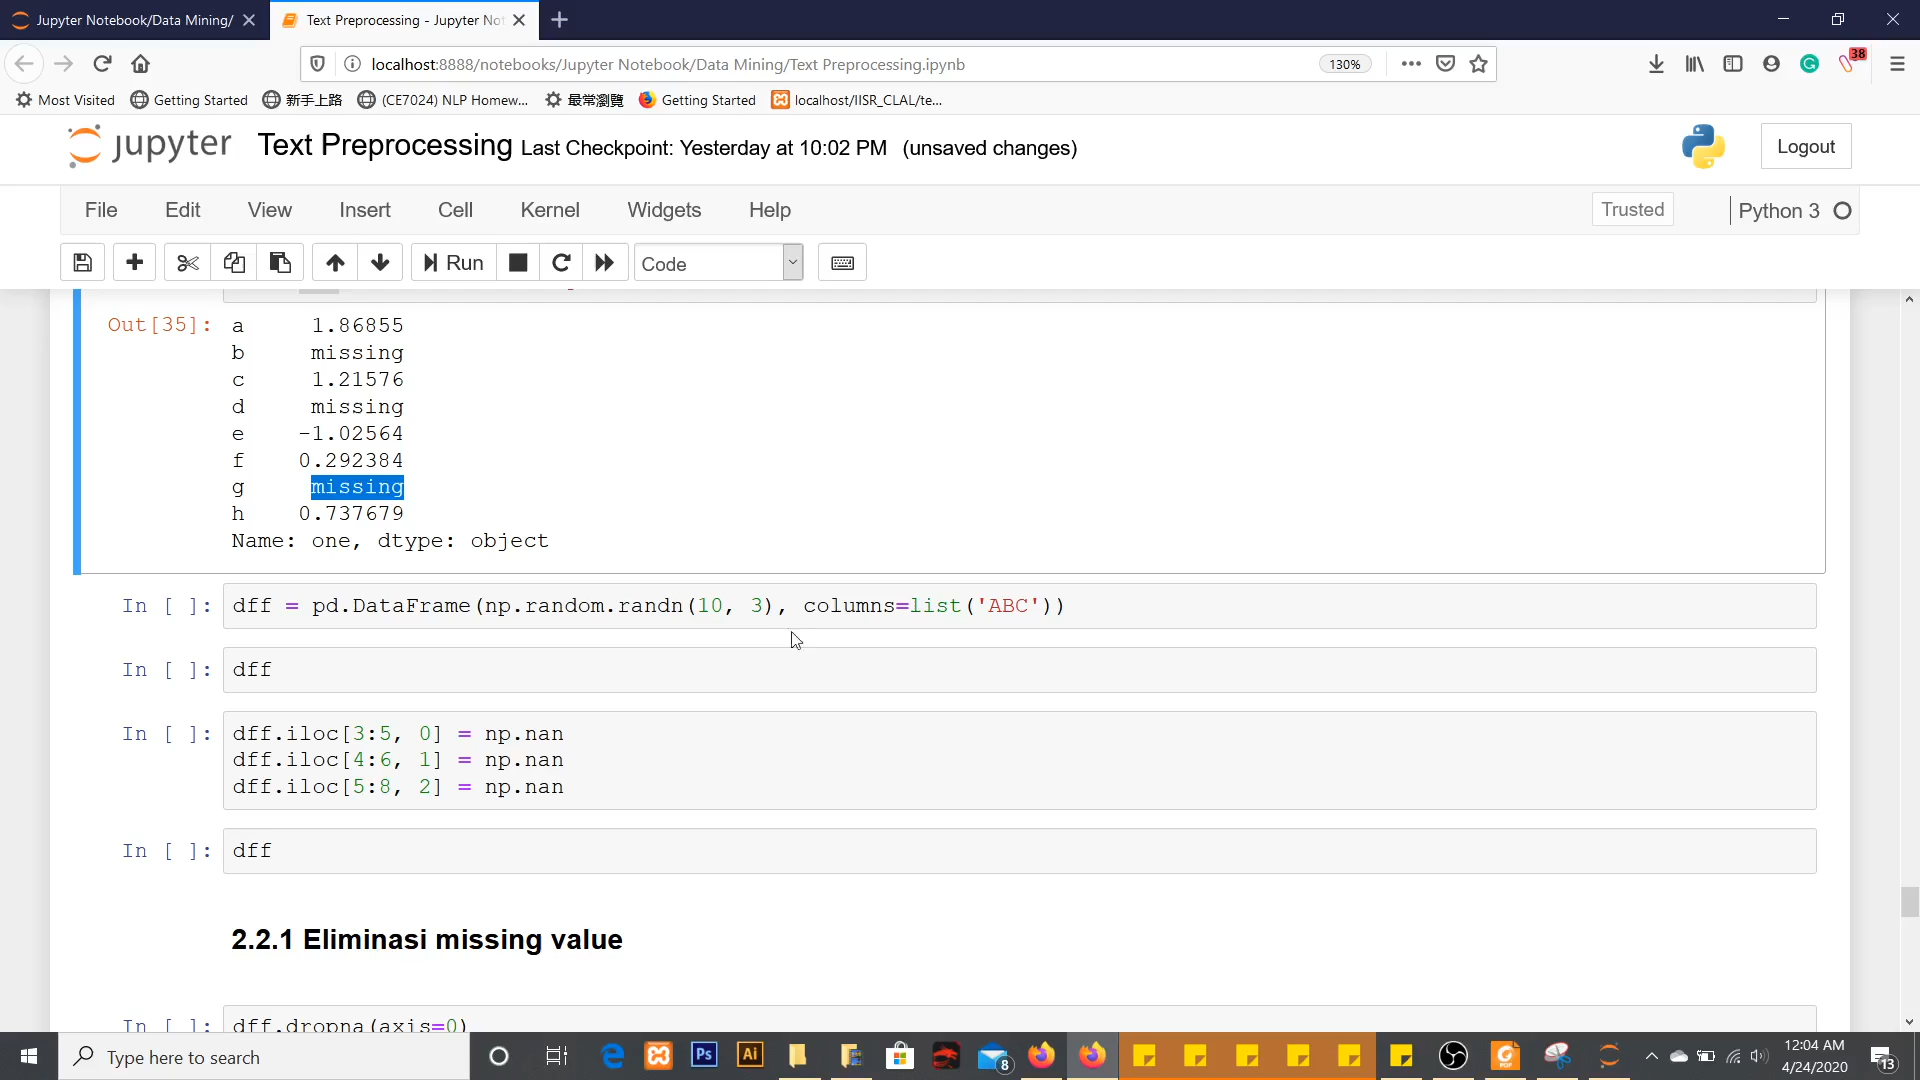 Jupyter Notebook/Data Mining/
Text Preprocessing - Jupyter Not
localhost:8888/notebooks/Jupyter Notebook/Data Mining/Text Preprocessing.ipynb
130%
38
Most Visited
Getting Started
新手上路
(CE7024) NLP Homew...
最常瀏覽
Getting Started
localhost/IISR_CLAL/te...
jupyter
Text Preprocessing Last Checkpoint: Yesterday at 10:02 PM (unsaved changes)
Logout
File Edit View Insert Cell Kernel Widgets Help
Trusted
Python 3
Run
Code
Out[35]: a 1.86855
b missing
c 1.21576
d missing
e -1.02564
f 0.292384
g missing
h 0.737679
Name: one, dtype: object
In [ ]: dff = pd.DataFrame(np.random.randn(10, 3), columns=list('ABC'))
In [ ]: dff
In [ ]: dff.iloc[3:5, 0] = np.nan
dff.iloc[4:6, 1] = np.nan
dff.iloc[5:8, 2] = np.nan
In [ ]: dff
2.2.1 Eliminasi missing value
In [ ]: dff.dropna(axis=0)
Type here to search
Ps
Ai
8
12:04 AM
4/24/2020
13